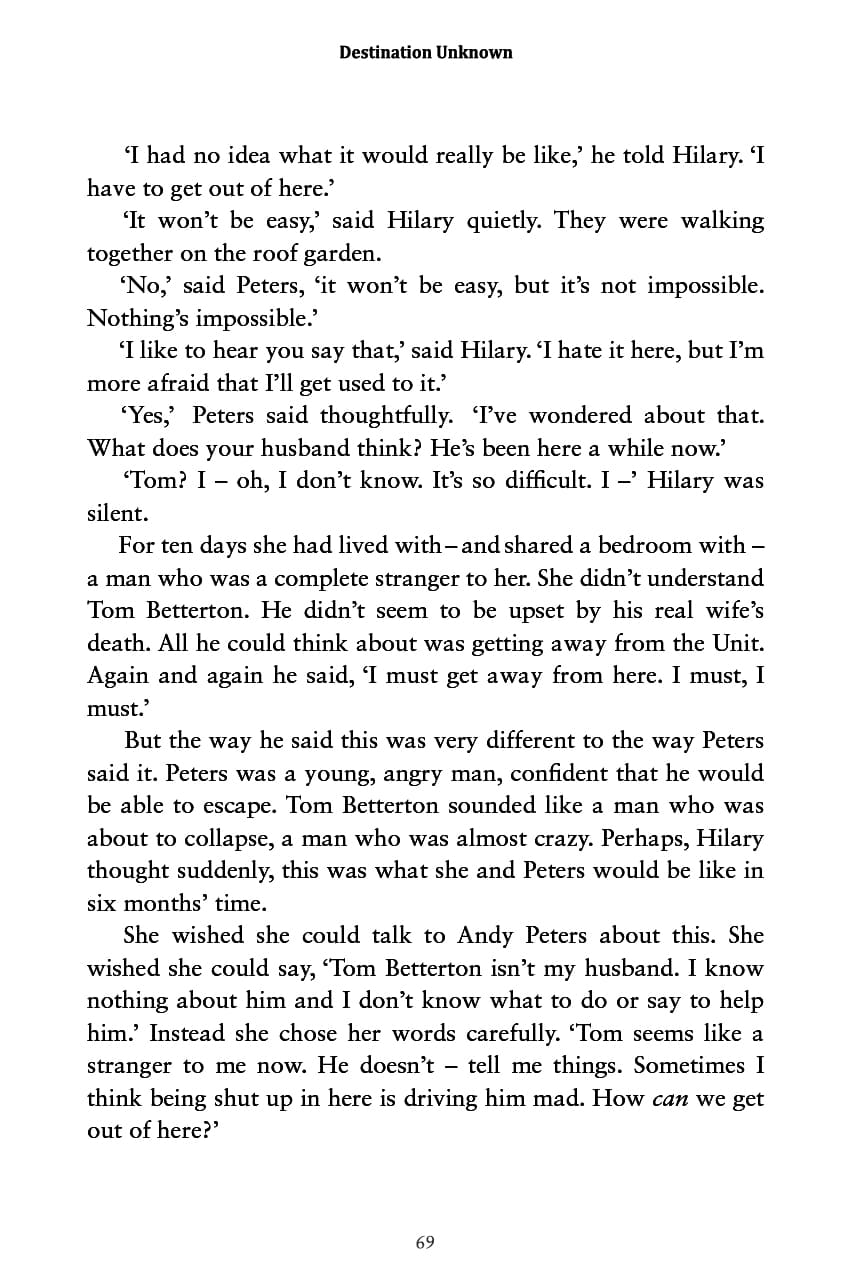 Destination Unknown
‘I had no idea what it would really be like,’ he told Hilary. ‘I
have to get out of here.’
‘It won’t be easy,’ said Hilary quietly. They were walking
together on the roof garden.
‘No,’ said Peters, ‘it won’t be easy, but it’s not impossible.
Nothing’s impossible.’
‘I like to hear you say that,’ said Hilary. ‘I hate it here, but I’m
more afraid that I’ll get used to it.’
‘Yes,’ Peters said thoughtfully. ‘I’ve wondered about that.
What does your husband think? He’s been here a while now.’
‘Tom? I – oh, I don’t know. It’s so difficult. I –’ Hilary was
silent.
For ten days she had lived with – and shared a bedroom with –
a man who was a complete stranger to her. She didn’t understand
Tom Betterton. He didn’t seem to be upset by his real wife’s
death. All he could think about was getting away from the Unit.
Again and again he said, ‘I must get away from here. I must, I
must.’
But the way he said this was very different to the way Peters
said it. Peters was a young, angry man, confident that he would
be able to escape. Tom Betterton sounded like a man who was
about to collapse, a man who was almost crazy. Perhaps, Hilary
thought suddenly, this was what she and Peters would be like in
six months’ time.
She wished she could talk to Andy Peters about this. She
wished she could say, ‘Tom Betterton isn’t my husband. I know
nothing about him and I don’t know what to do or say to help
him.’ Instead she chose her words carefully. ‘Tom seems like a
stranger to me now. He doesn’t – tell me things. Sometimes I
think being shut up in here is driving him mad. How can we get
out of here?’
69